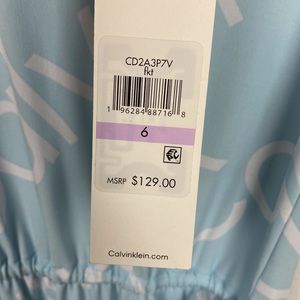 CD2A3P7V
fkt
1 96284 88716 8
6
MSRP $129.00
Calvinklein.com